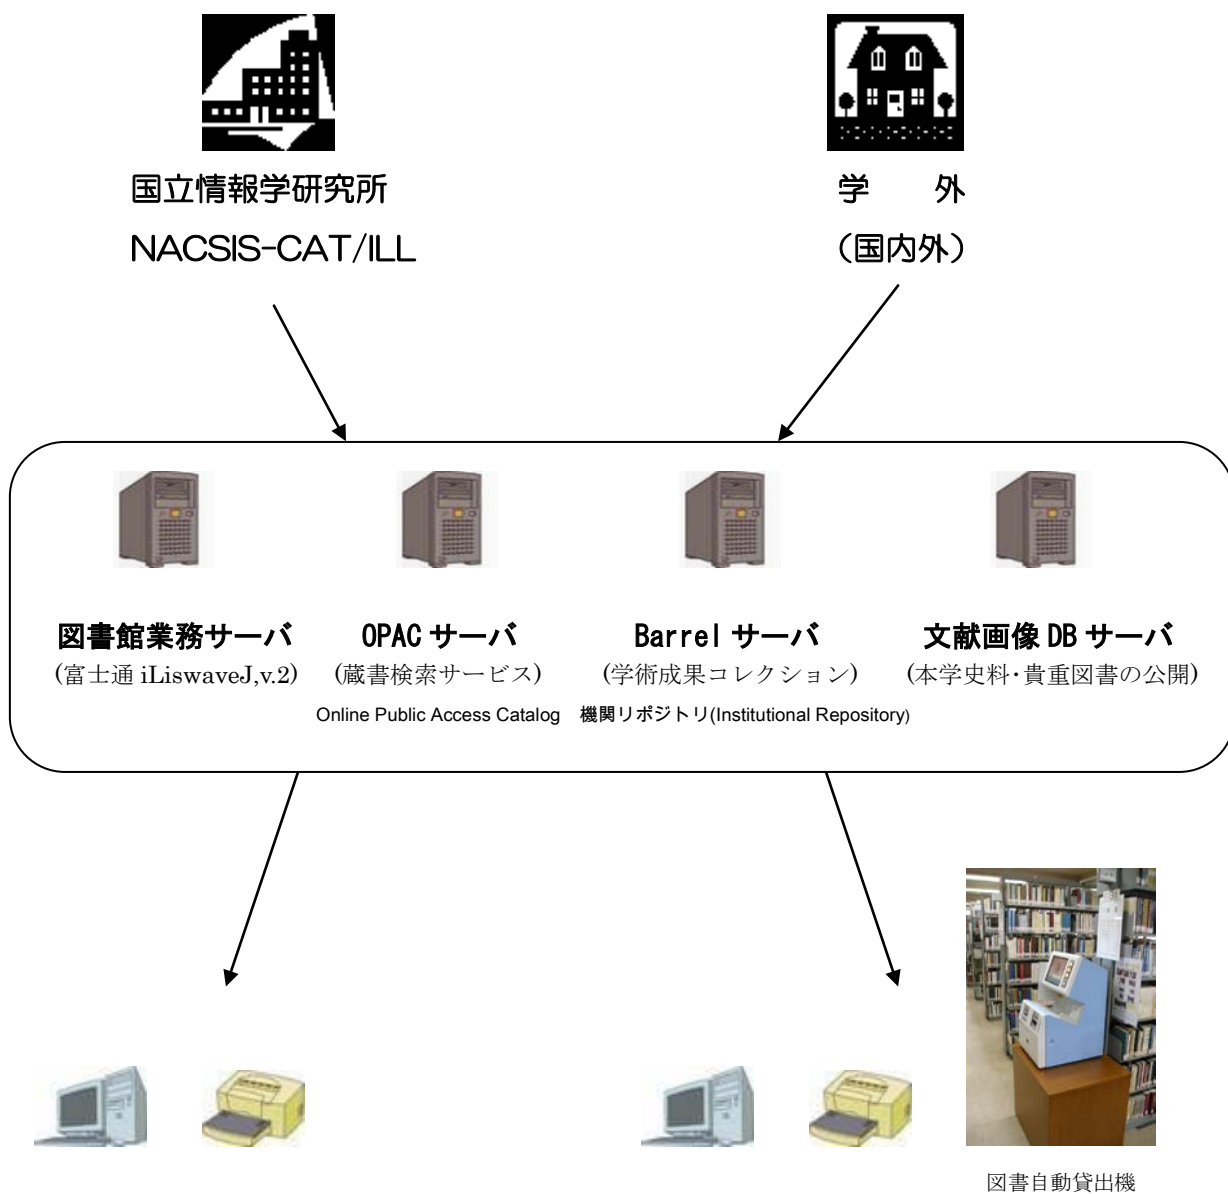 国立情報学研究所
NACSIS-CAT/ILL
学　外
(国内外)
図書館業務サーバ
(富士通 iLiswaveJ,v.2)
OPAC サーバ
(蔵書検索サービス)
Barrel サーバ
(学術成果コレクション)
文献画像 DB サーバ
(本学史料・貴重図書の公開)
Online Public Access Catalog　機関リポジトリ(Institutional Repository)
図書自動貸出機